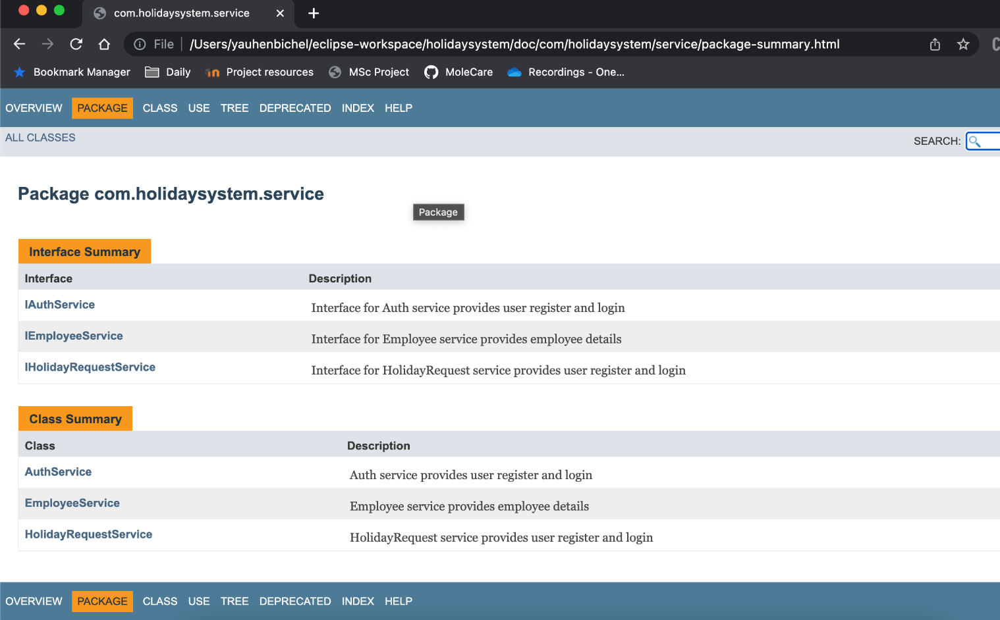 com.holidaysystem.service
File /Users/yauhenbichel/eclipse-workspace/holidaysystem/doc/com/holidaysystem/service/package-summary.html
Bookmark Manager Daily Project resources MSc Project MoleCare Recordings - One...
OVERVIEW PACKAGE CLASS USE TREE DEPRECATED INDEX HELP
ALL CLASSES
SEARCH:
Package com.holidaysystem.service
Package
Interface Summary
Interface Description
IAuthService Interface for Auth service provides user register and login
IEmployeeService Interface for Employee service provides employee details
IHolidayRequestService Interface for HolidayRequest service provides user register and login
Class Summary
Class Description
AuthService Auth service provides user register and login
EmployeeService Employee service provides employee details
HolidayRequestService HolidayRequest service provides user register and login
OVERVIEW PACKAGE CLASS USE TREE DEPRECATED INDEX HELP